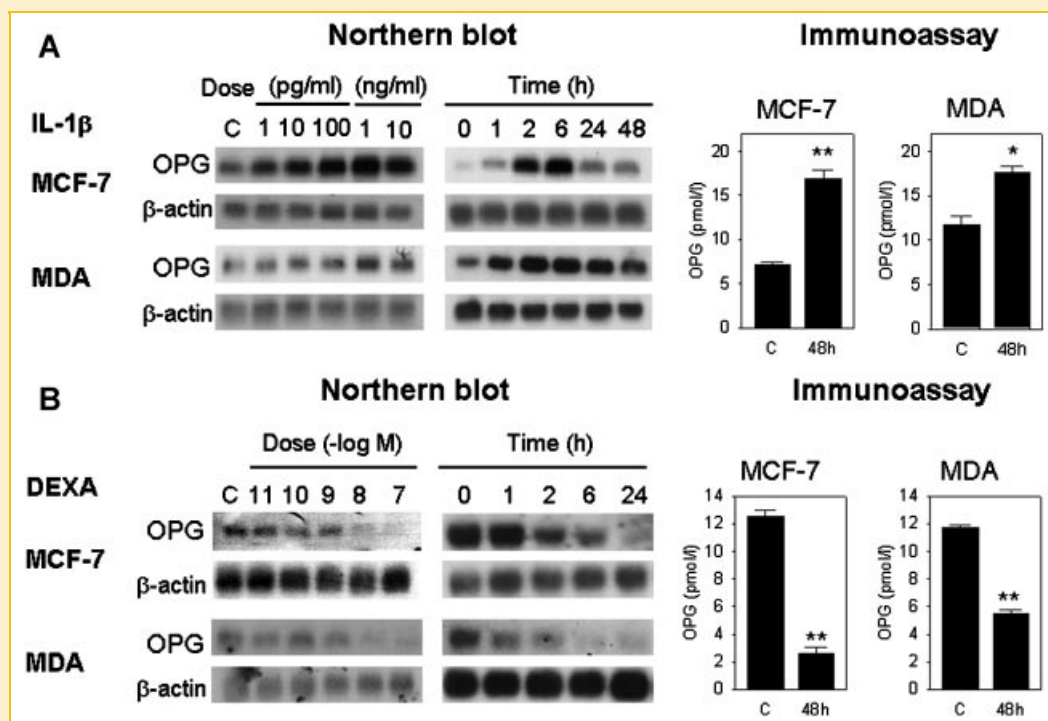 A
Northern blot
Immunoassay
Dose (pg/ml) (ng/ml)
Time (h)
IL-1β
C 1 10 100 1 10
0 1 2 6 24 48
MCF-7
OPG
β-actin
MDA
OPG
β-actin
MCF-7
OPG (pmol/l)
20
15
10
5
0
**
C 48h
MDA
OPG (pmol/l)
20
15
10
5
0
*
C 48h
B
Northern blot
Immunoassay
Dose (-log M)
Time (h)
DEXA
C 11 10 9 8 7
0 1 2 6 24
MCF-7
OPG
β-actin
MDA
OPG
β-actin
MCF-7
OPG (pmol/l)
14
12
10
8
6
4
2
0
**
C 48h
MDA
OPG (pmol/l)
14
12
10
8
6
4
2
0
**
C 48h